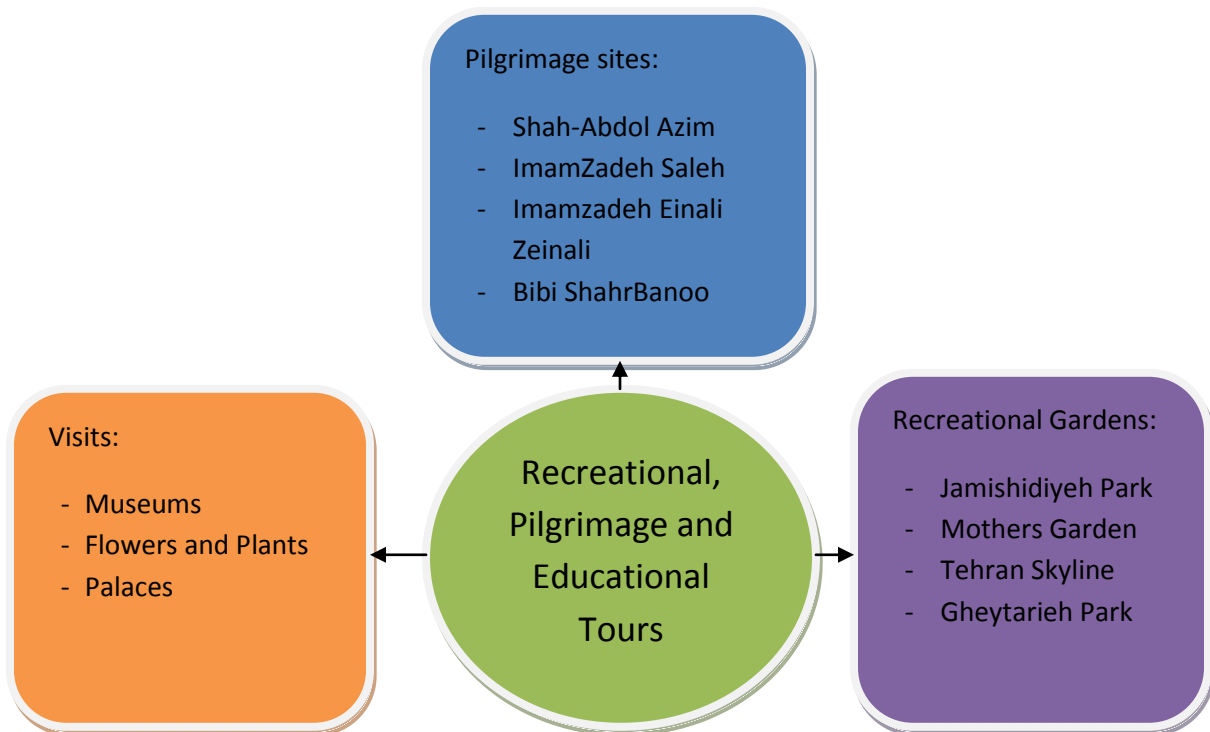 Pilgrimage sites:
- Shah-Abdol Azim
- ImamZadeh Saleh
- Imamzadeh Einali
Zeinali
- Bibi ShahrBanoo
Visits:
- Museums
- Flowers and Plants
- Palaces
Recreational,
Pilgrimage and
Educational
Tours
Recreational Gardens:
- Jamishidiyeh Park
- Mothers Garden
- Tehran Skyline
- Gheytarieh Park